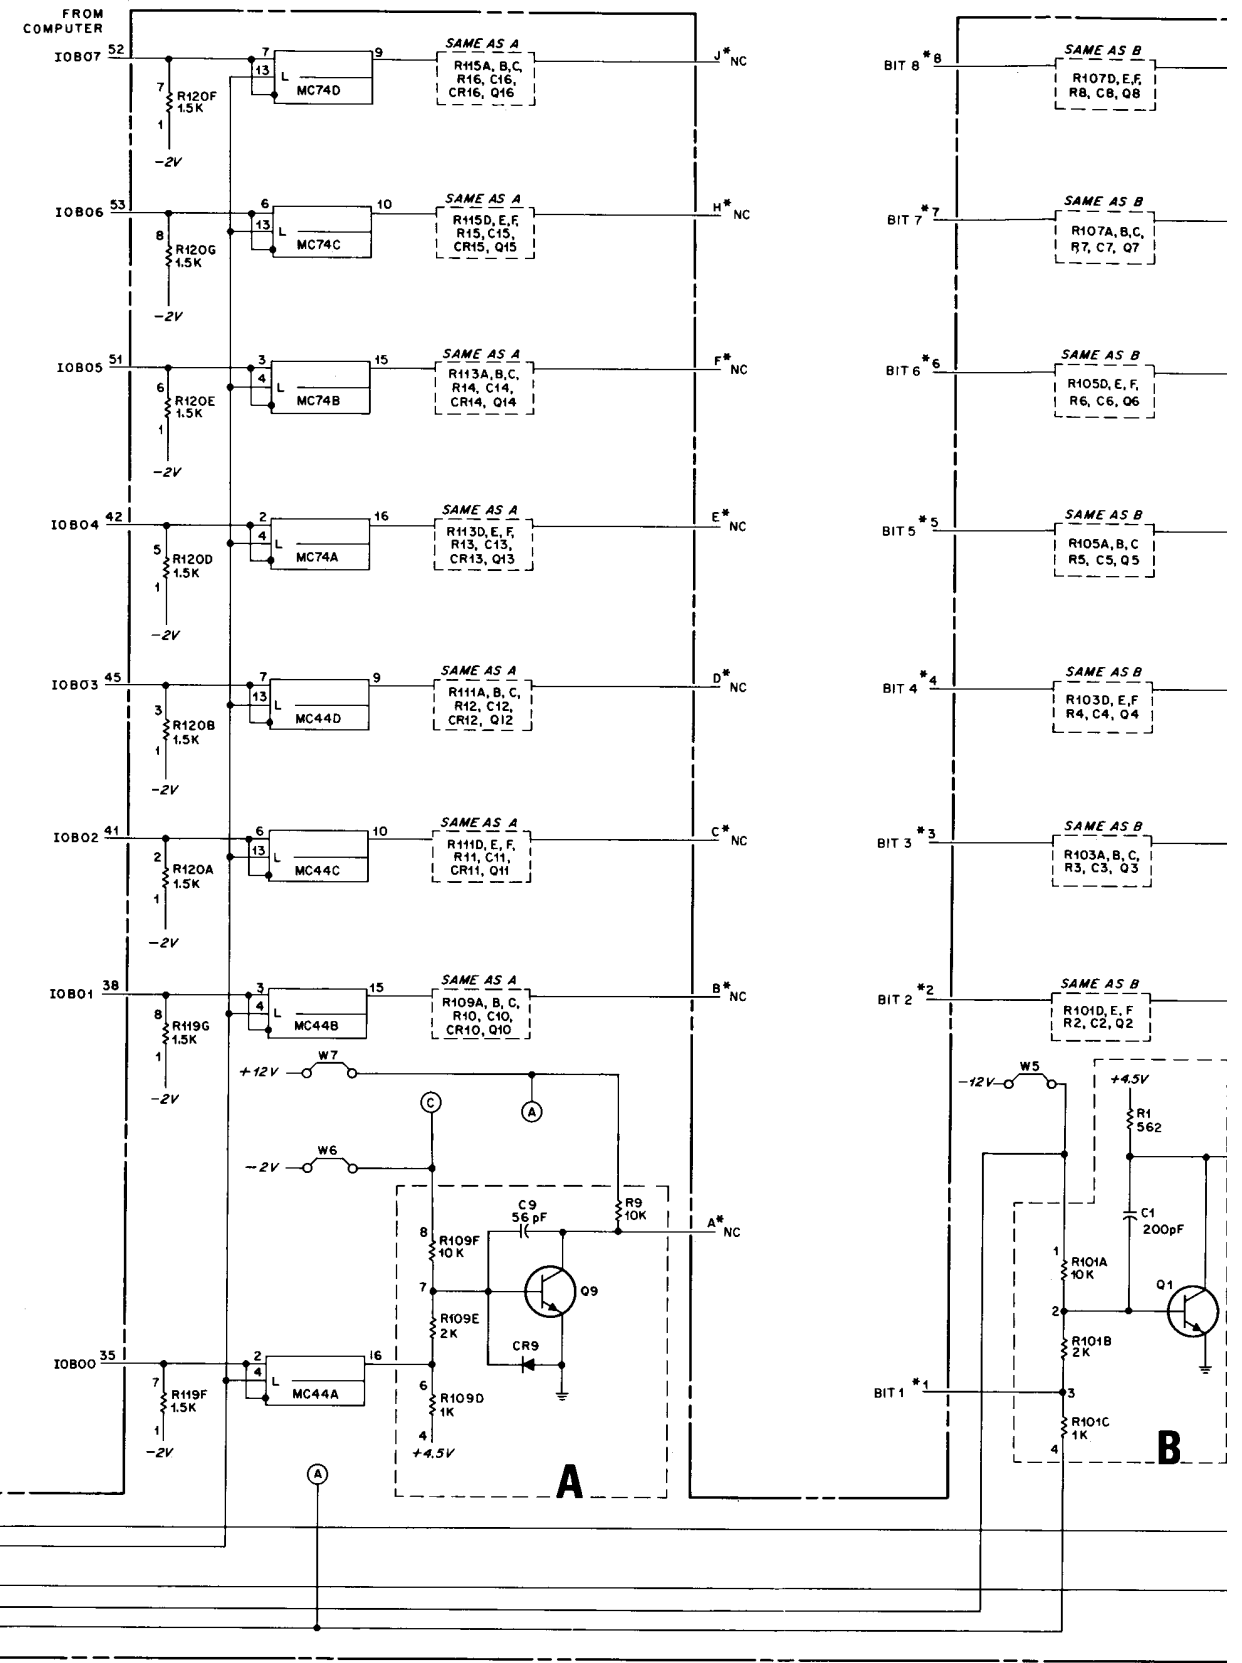 FROM
COMPUTER
IOBO7 52
7
13
L
9
MC74D
7
R120F
1.5K
1
-2V
SAME AS A
R115A, B,C,
R16, C16,
CR16, Q16
J* NC
BIT 8 *8
SAME AS B
R107D, E,F,
R8, C8, Q8
IOBO6 53
6
13
L
10
MC74C
8
R120G
1.5K
-2V
SAME AS A
R115D, E,F,
R15, C15,
CR15, Q15
H* NC
BIT 7 *7
SAME AS B
R107A, B,C,
R7, C7, Q7
IOBO5 51
3
4
L
15
MC74B
6
R120E
1.5K
1
-2V
SAME AS A
R113A, B,C,
R14, C14,
CR14, Q14
F* NC
BIT 6 *6
SAME AS B
R105D, E, F,
R6, C6, Q6
IOBO4 42
2
4
L
16
MC74A
5
R120D
1.5K
1
-2V
SAME AS A
R113D, E, F,
R13, C13,
CR13, Q13
E* NC
BIT 5 *5
SAME AS B
R105A, B, C
R5, C5, Q5
IOBO3 45
7
13
L
9
MC44D
3
R120B
1.5K
1
-2V
SAME AS A
R111A, B, C,
R12, C12,
CR12, Q12
D* NC
BIT 4 *4
SAME AS B
R103D, E,F
R4, C4, Q4
IOBO2 41
6
13
L
10
MC44C
2
R120A
1.5K
1
-2V
SAME AS A
R111D, E, F,
R11, C11,
CR11, Q11
C* NC
BIT 3 *3
SAME AS B
R103A, B, C,
R3, C3, Q3
IOBO1 38
3
4
L
15
MC44B
8
R119G
1.5K
1
-2V
SAME AS A
R109A, B, C,
R10, C10,
CR10, Q10
B* NC
BIT 2 *2
SAME AS B
R101D, E, F
R2, C2, Q2
+12V
W7
C
A
-2V
W6
R9
10K
C9
56pF
A* NC
8
R109F
10K
7
Q9
R109E
2K
CR9
6
R109D
1K
4
+4.5V
A
IOBOO 35
2
4
L
16
MC44A
7
R119F
1.5K
1
-2V
A
-12V
W5
+4.5V
R1
562
C1
200pF
1
R101A
10K
Q1
2
R101B
2K
BIT 1 *1
3
R101C
1K
4
B